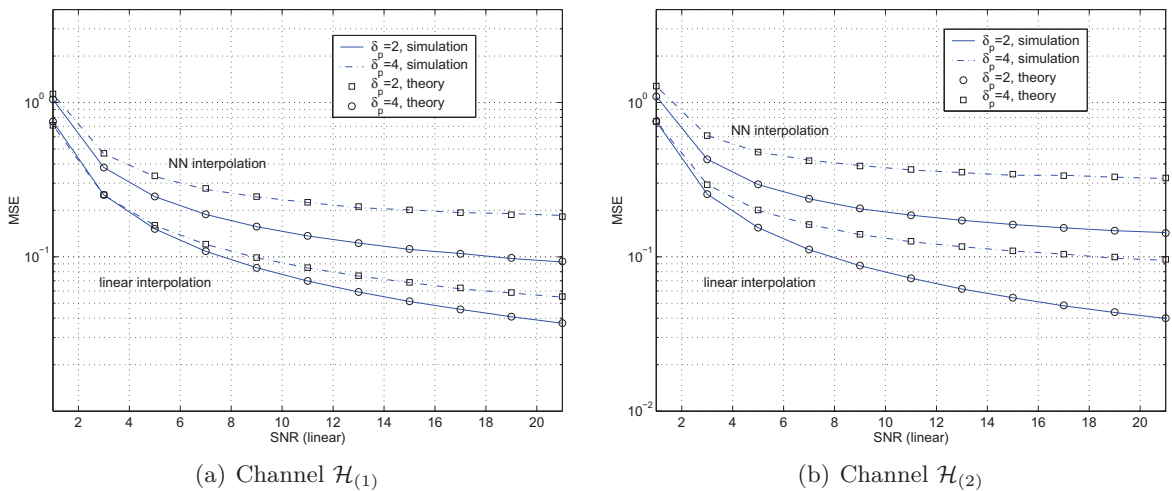 δp=2, simulation
δp=4, simulation
δp=2, theory
δp=4, theory
10^0
10^-1
MSE
NN interpolation
linear interpolation
2 4 6 8 10 12 14 16 18 20
SNR (linear)
(a) Channel ℋ(1)
δp=2, simulation
δp=4, simulation
δp=2, theory
δp=4, theory
10^0
10^-1
10^-2
MSE
NN interpolation
linear interpolation
2 4 6 8 10 12 14 16 18 20
SNR (linear)
(b) Channel ℋ(2)